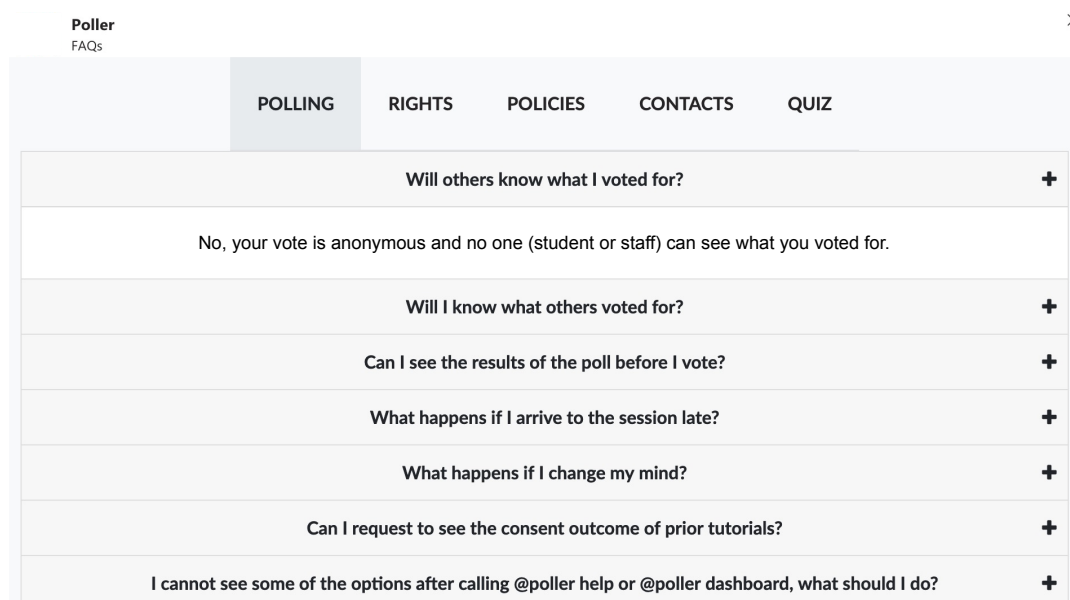 Poller
FAQs
POLLING RIGHTS POLICIES CONTACTS QUIZ
Will others know what I voted for?
No, your vote is anonymous and no one (student or staff) can see what you voted for.
Will I know what others voted for?
Can I see the results of the poll before I vote?
What happens if I arrive to the session late?
What happens if I change my mind?
Can I request to see the consent outcome of prior tutorials?
I cannot see some of the options after calling @poller help or @poller dashboard, what should I do?